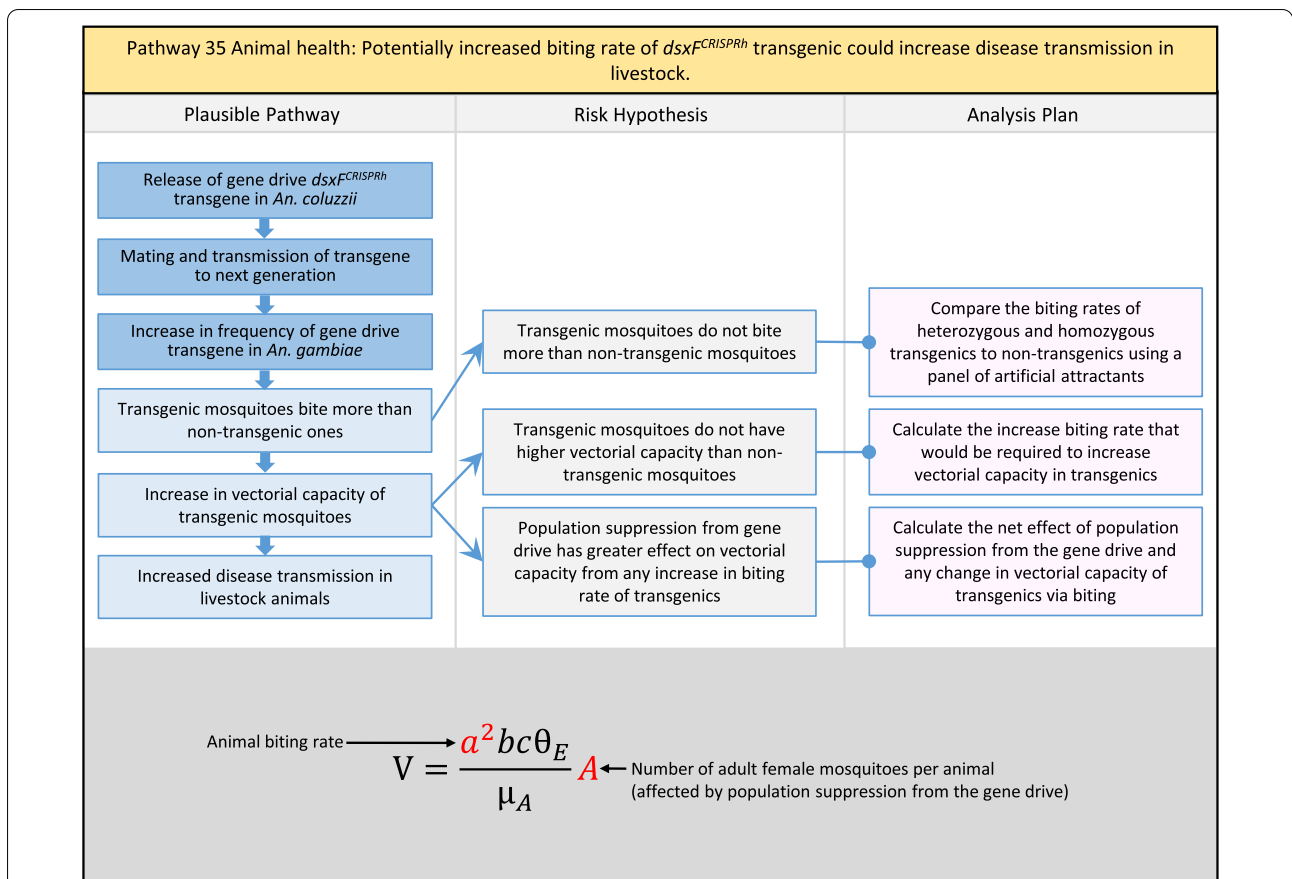 Pathway 35 Animal health: Potentially increased biting rate of dsxF^CRISPRh transgenic could increase disease transmission in
livestock.
Plausible Pathway
Risk Hypothesis
Analysis Plan
Release of gene drive dsxF^CRISPRh
transgene in An. coluzzii
Mating and transmission of transgene
to next generation
Increase in frequency of gene drive
transgene in An. gambiae
Transgenic mosquitoes bite more than
non-transgenic ones
Increase in vectorial capacity of
transgenic mosquitoes
Increased disease transmission in
livestock animals
Transgenic mosquitoes do not bite
more than non-transgenic mosquitoes
Transgenic mosquitoes do not have
higher vectorial capacity than non-
transgenic mosquitoes
Population suppression from gene
drive has greater effect on vectorial
capacity from any increase in biting
rate of transgenics
Compare the biting rates of
heterozygous and homozygous
transgenics to non-transgenics using a
panel of artificial attractants
Calculate the increase biting rate that
would be required to increase
vectorial capacity in transgenics
Calculate the net effect of population
suppression from the gene drive and
any change in vectorial capacity of
transgenics via biting
Animal biting rate
V = a²bcθ_E / μ_A A
Number of adult female mosquitoes per animal
(affected by population suppression from the gene drive)